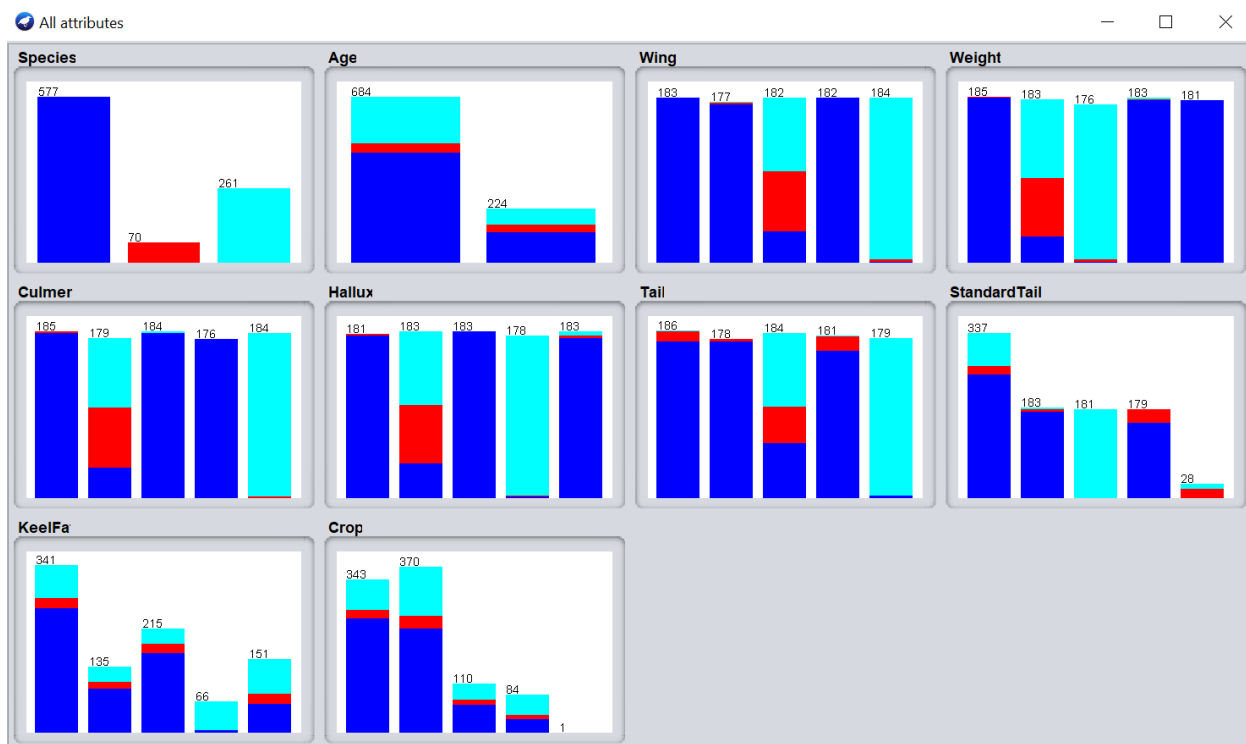 All attributes
Species Age Wing Weight
577 70 261 684 224 183 177 182 182 184 185 183 176 183 181
Culmer Hallux Tail StandardTail
185 179 184 176 184 181 183 183 178 183 186 178 184 181 179 337 183 181 179 28
KeelFa Crop
341 135 215 66 151 343 370 110 84 1